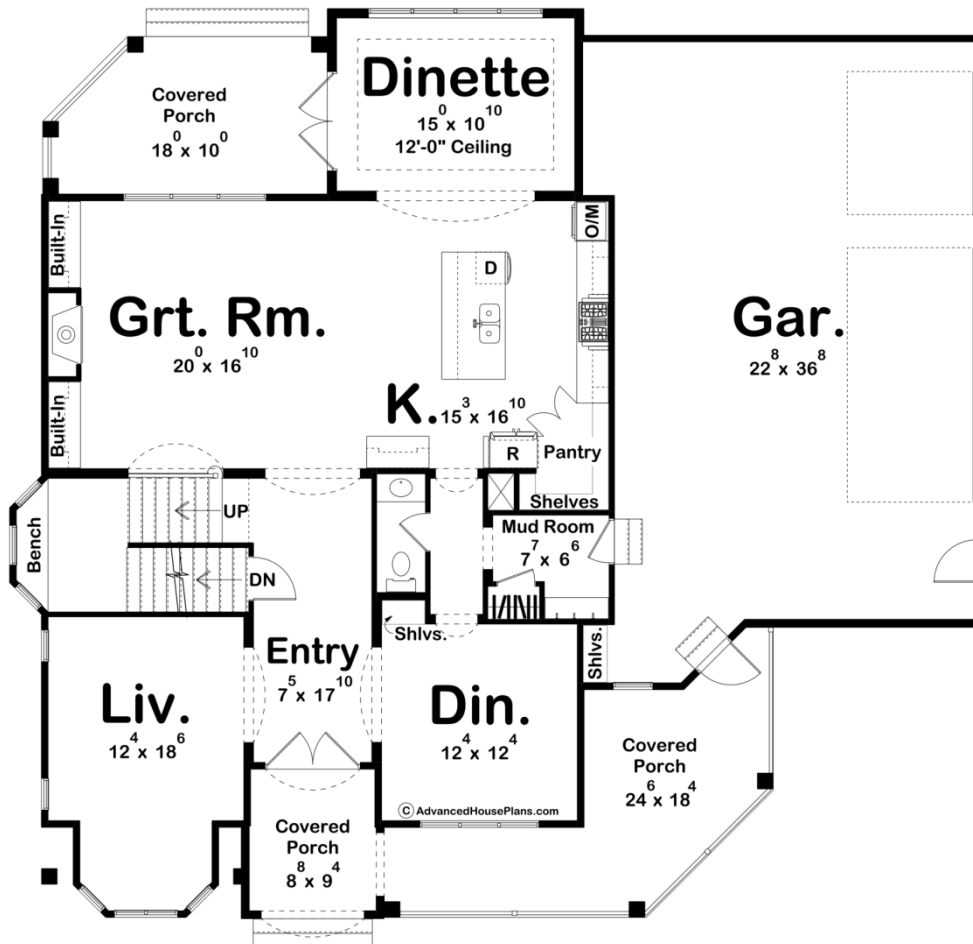 Covered
Porch
18⁰ x 10⁰
Dinette
15⁰ x 10¹⁰
12'-0" Ceiling
Built-In
O/M
D
Grt. Rm.
20⁰ x 16¹⁰
Gar.
22⁸ x 36⁸
Built-In
K. 15³ x 16¹⁰
R
Pantry
Shelves
UP
Bench
DN
Mud Room
7⁷ x 6⁶
Shlvs.
Entry
7⁵ x 17¹⁰
Shlvs.
Liv.
12⁴ x 18⁶
Din.
12⁴ x 12⁴
Covered
Porch
24⁶ x 18⁴
© AdvancedHousePlans.com
Covered
Porch
8⁸ x 9⁴